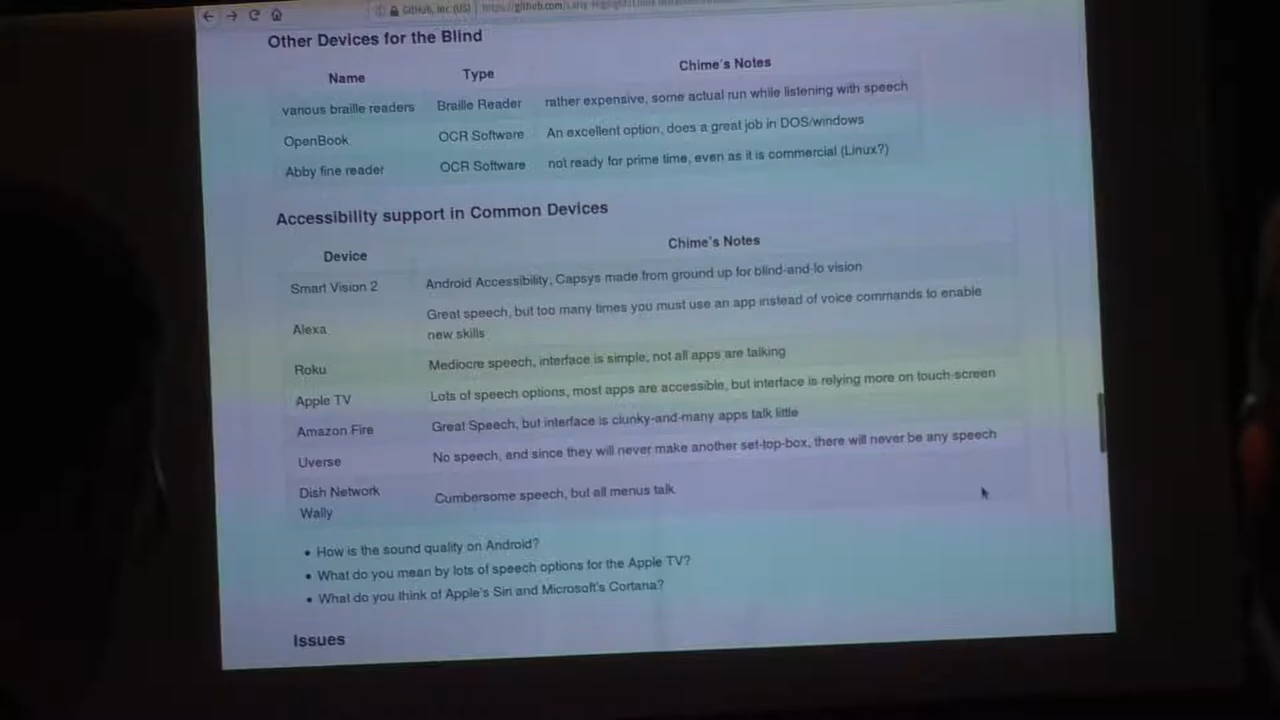 GitHub, Inc. (US)
Other Devices for the Blind
Name Type Chime's Notes
various braille readers Braille Reader rather expensive, some actual run while listening with speech
OpenBook OCR Software An excellent option, does a great job in DOS/windows
Abby fine reader OCR Software not ready for prime time, even as it is commercial (Linux?)
Accessibility support in Common Devices
Device Chime's Notes
Smart Vision 2 Android Accessibility, Capsys made from ground up for blind-and-lo vision
Alexa Great speech, but too many times you must use an app instead of voice commands to enable
new skills
Roku Mediocre speech, interface is simple, not all apps are talking
Apple TV Lots of speech options, most apps are accessible, but interface is relying more on touch-screen
Amazon Fire Great Speech, but interface is clunky-and-many apps talk little
Uverse No speech, and since they will never make another set-top-box, there will never be any speech
Dish Network
Wally Cumbersome speech, but all menus talk
• How is the sound quality on Android?
• What do you mean by lots of speech options for the Apple TV?
• What do you think of Apple's Siri and Microsoft's Cortana?
Issues